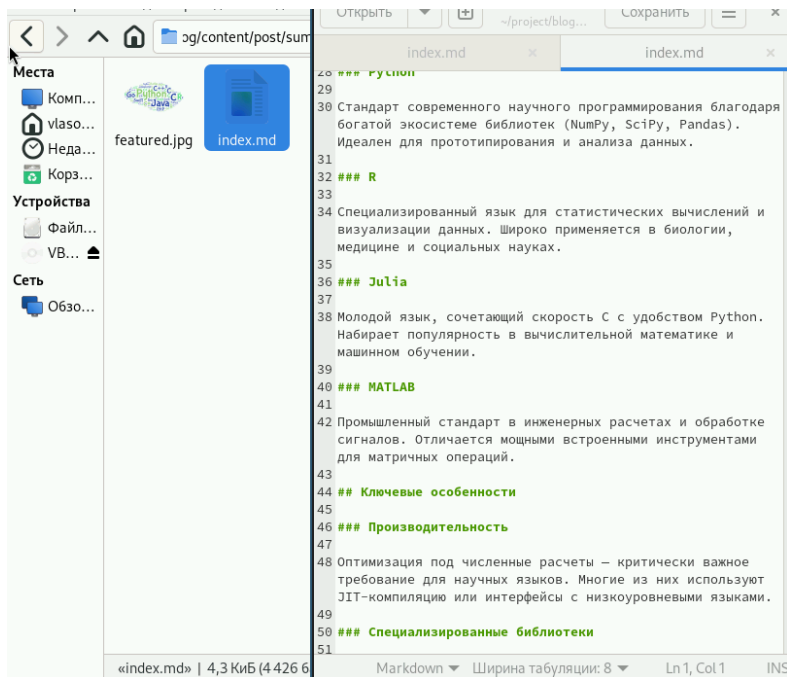 Открыть
~/project/blog...
Сохранить
og/content/post/sum
index.md
index.md
Места
Комп...
vlaso...
Неда...
Корз...
Устройства
Файл...
VB...
Сеть
Обзо...
Python
C++
Java
featured.jpg
index.md
«index.md» | 4,3 КиБ (4 426 б
28 ### Python
29
30 Стандарт современного научного программирования благодаря
богатой экосистеме библиотек (NumPy, SciPy, Pandas).
Идеален для прототипирования и анализа данных.
31
32 ### R
33
34 Специализированный язык для статистических вычислений и
визуализации данных. Широко применяется в биологии,
медицине и социальных науках.
35
36 ### Julia
37
38 Молодой язык, сочетающий скорость C с удобством Python.
Набирает популярность в вычислительной математике и
машинном обучении.
39
40 ### MATLAB
41
42 Промышленный стандарт в инженерных расчетах и обработке
сигналов. Отличается мощными встроенными инструментами
для матричных операций.
43
44 ## Ключевые особенности
45
46 ### Производительность
47
48 Оптимизация под численные расчеты — критически важное
требование для научных языков. Многие из них используют
JIT-компиляцию или интерфейсы с низкоуровневыми языками.
49
50 ### Специализированные библиотеки
51
Markdown
Ширина табуляции: 8
Ln 1, Col 1
INS